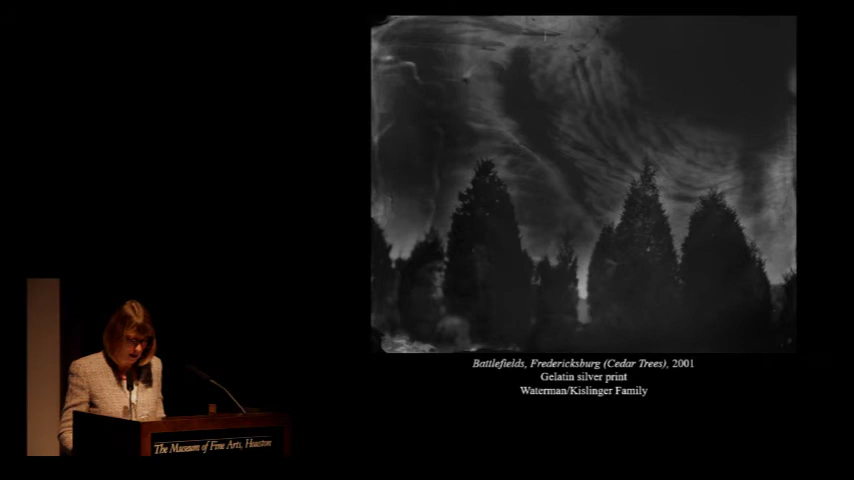 Battlefields, Fredericksburg (Cedar Trees), 2001
Gelatin silver print
Waterman/Kislinger Family
The Museum of Fine Arts, Houston